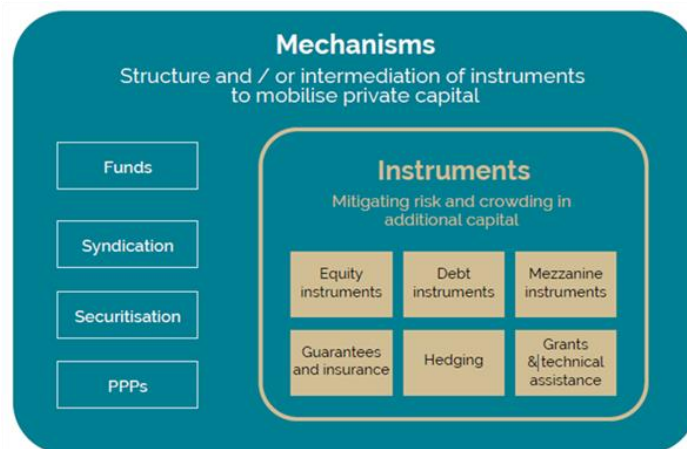 Mechanisms
Structure and / or intermediation of instruments
to mobilise private capital
Funds
Syndication
Securitisation
PPPs
Instruments
Mitigating risk and crowding in
additional capital
Equity
instruments
Debt
instruments
Mezzanine
instruments
Guarantees
and insurance
Hedging
Grants
& technical
assistance